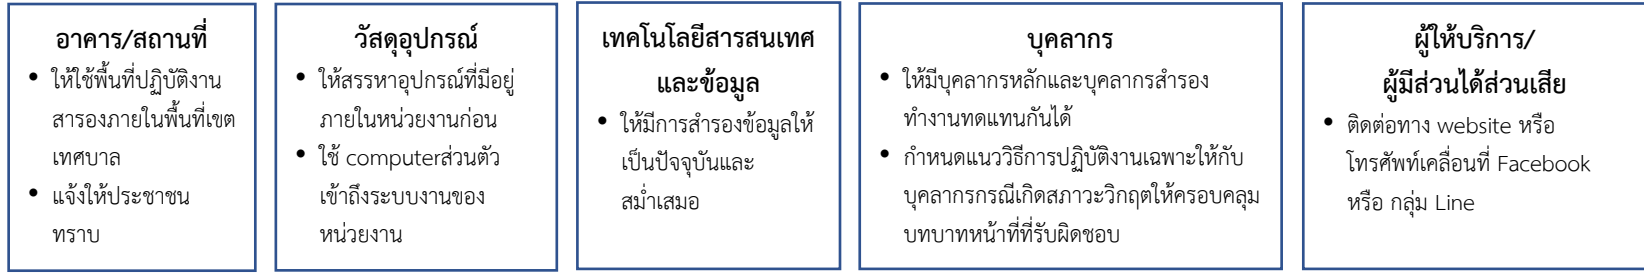 อาคาร/สถานที่
• ให้ใช้พื้นที่ปฏิบัติงาน
สารองภายในพื้นที่เขต
เทศบาล
• แจ้งให้ประชาชน
ทราบ
วัสดุอุปกรณ์
• ให้สรรหาอุปกรณ์ที่มีอยู่
ภายในหน่วยงานก่อน
• ใช้ computerส่วนตัว
เข้าถึงระบบงานของ
หน่วยงาน
เทคโนโลยีสารสนเทศ
และข้อมูล
• ให้มีการสำรองข้อมูลให้
เป็นปัจจุบันและ
สม่ำเสมอ
บุคลากร
• ให้มีบุคลากรหลักและบุคลากรสำรอง
ทำงานทดแทนกันได้
• กำหนดแนววิธีการปฏิบัติงานเฉพาะให้กับ
บุคลากรกรณีเกิดสภาวะวิกฤตให้ครอบคลุม
บทบาทหน้าที่ที่รับผิดชอบ
ผู้ให้บริการ/
ผู้มีส่วนได้ส่วนเสีย
• ติดต่อทาง website หรือ
โทรศัพท์เคลื่อนที่ Facebook
หรือ กลุ่ม Line